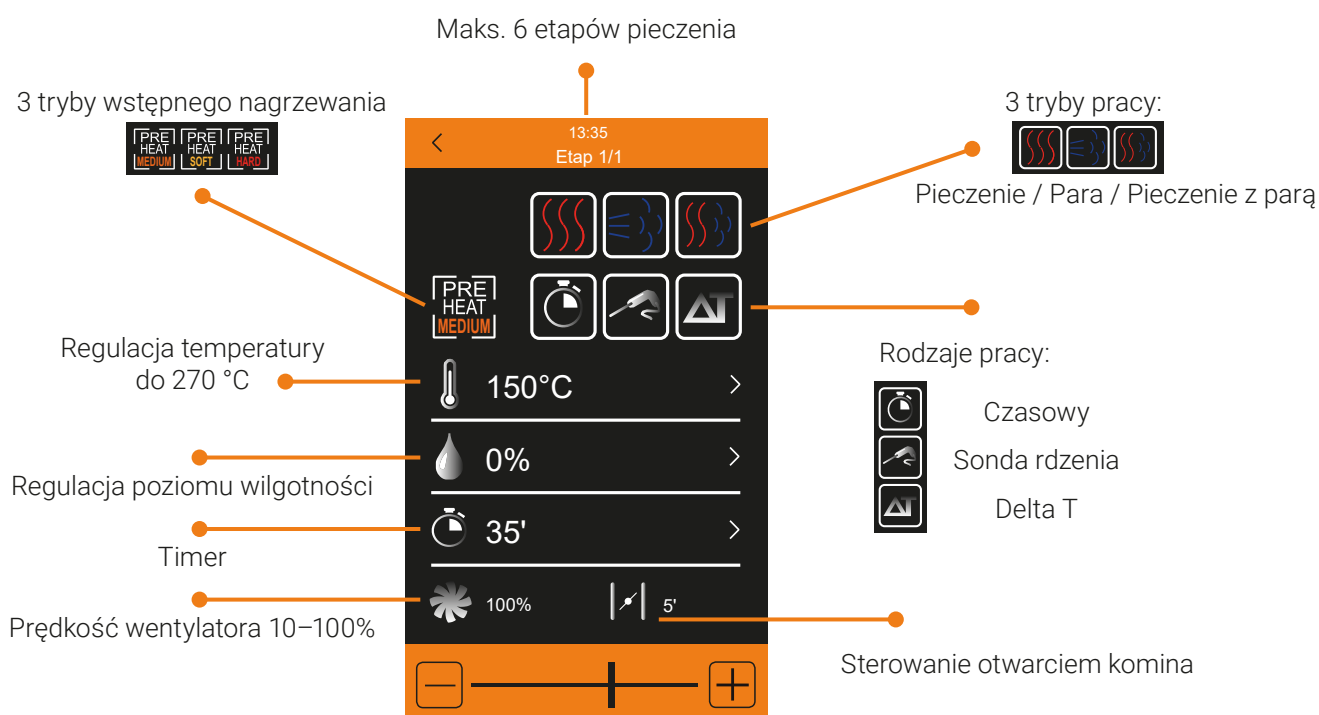 Maks. 6 etapów pieczenia
3 tryby wstępnego nagrzewania
PRE HEAT MEDIUM
PRE HEAT SOFT
PRE HEAT HARD
13:35
Etap 1/1
3 tryby pracy:
Pieczenie / Para / Pieczenie z parą
PRE
HEAT
MEDIUM
ΔT
Regulacja temperatury
do 270 °C
150°C
Regulacja poziomu wilgotności
0%
Timer
35'
Prędkość wentylatora 10–100%
100%
5'
Rodzaje pracy:
Czasowy
Sonda rdzenia
ΔT
Delta T
Sterowanie otwarciem komina